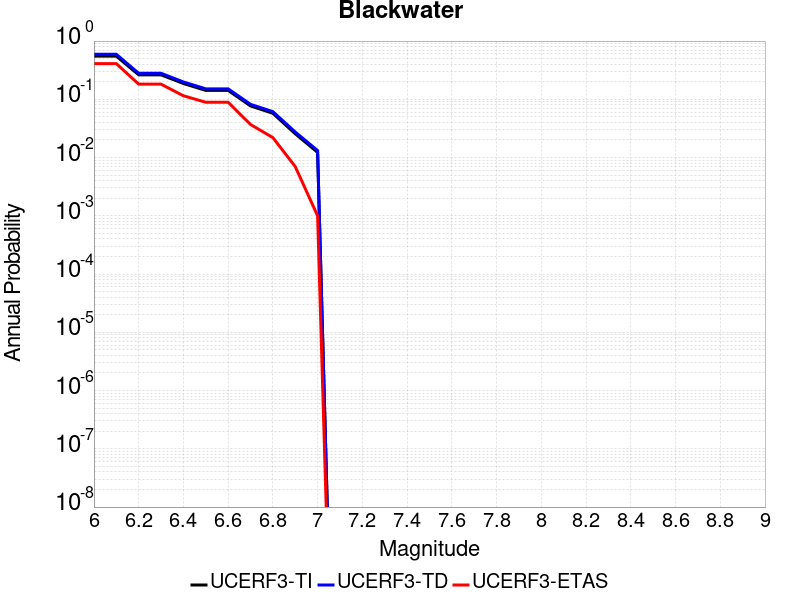 Blackwater
10^0
10^-1
10^-2
10^-3
10^-4
10^-5
10^-6
10^-7
10^-8
Annual Probability
6 6.2 6.4 6.6 6.8 7 7.2 7.4 7.6 7.8 8 8.2 8.4 8.6 8.8 9
Magnitude
UCERF3-TI UCERF3-TD UCERF3-ETAS